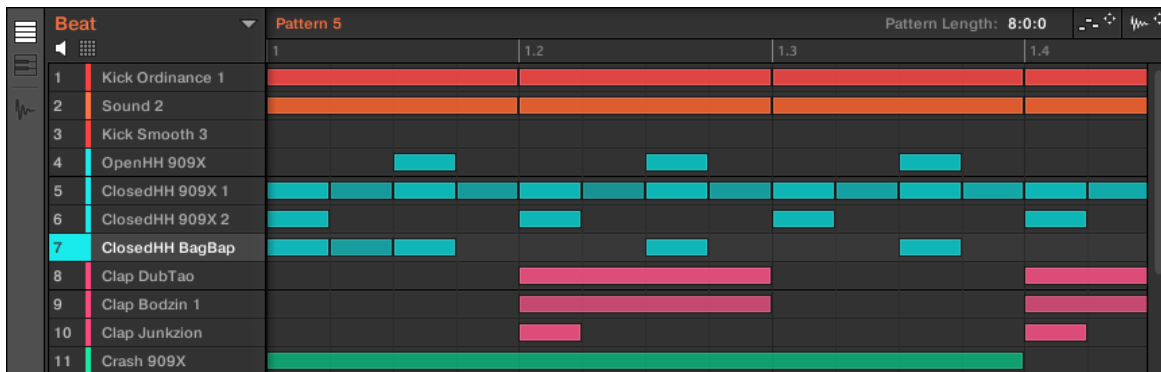 Beat Pattern 5 Pattern Length: 8:0:0
1 1.2 1.3 1.4
1 Kick Ordinance 1
2 Sound 2
3 Kick Smooth 3
4 OpenHH 909X
5 ClosedHH 909X 1
6 ClosedHH 909X 2
7 ClosedHH BagBap
8 Clap DubTao
9 Clap Bodzin 1
10 Clap Junkzion
11 Crash 909X